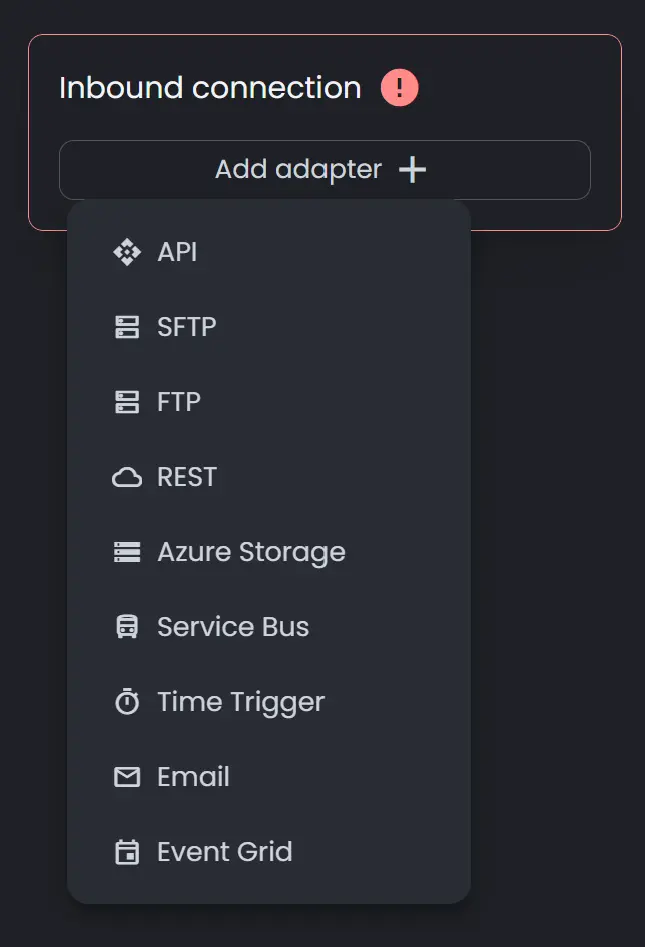 Inbound connection !
Add adapter +
API
SFTP
FTP
REST
Azure Storage
Service Bus
Time Trigger
Email
Event Grid